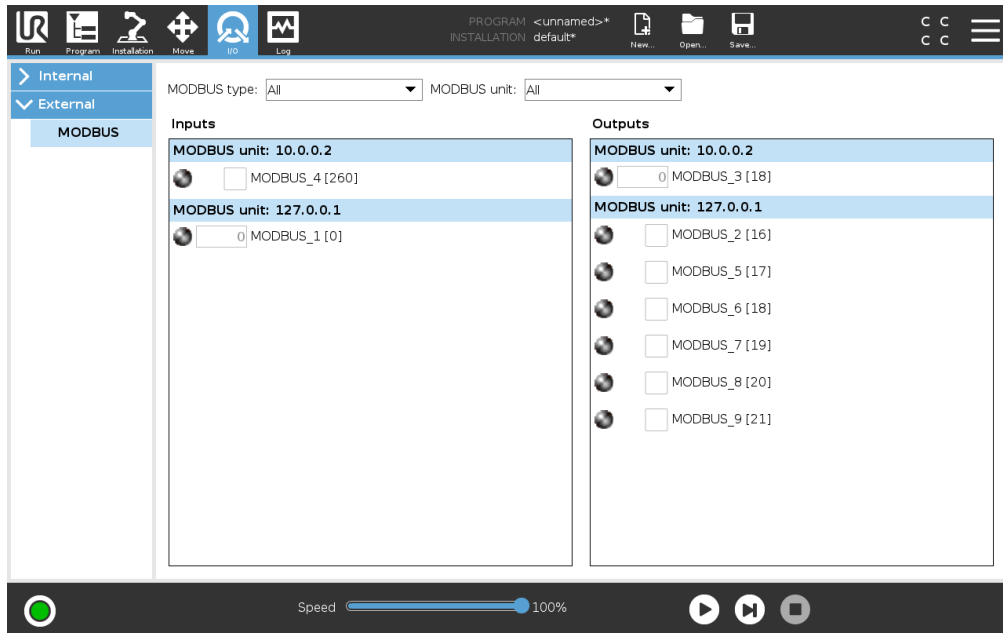 UR
Run
Program
Installation
Move
I/O
Log
PROGRAM <unnamed>*
INSTALLATION default*
New...
Open...
Save...
C C
C C
Internal
External
MODBUS
MODBUS type: All
MODBUS unit: All
Inputs
MODBUS unit: 10.0.0.2
MODBUS_4 [260]
MODBUS unit: 127.0.0.1
0 MODBUS_1 [0]
Outputs
MODBUS unit: 10.0.0.2
0 MODBUS_3 [18]
MODBUS unit: 127.0.0.1
MODBUS_2 [16]
MODBUS_5 [17]
MODBUS_6 [18]
MODBUS_7 [19]
MODBUS_8 [20]
MODBUS_9 [21]
Speed 100%